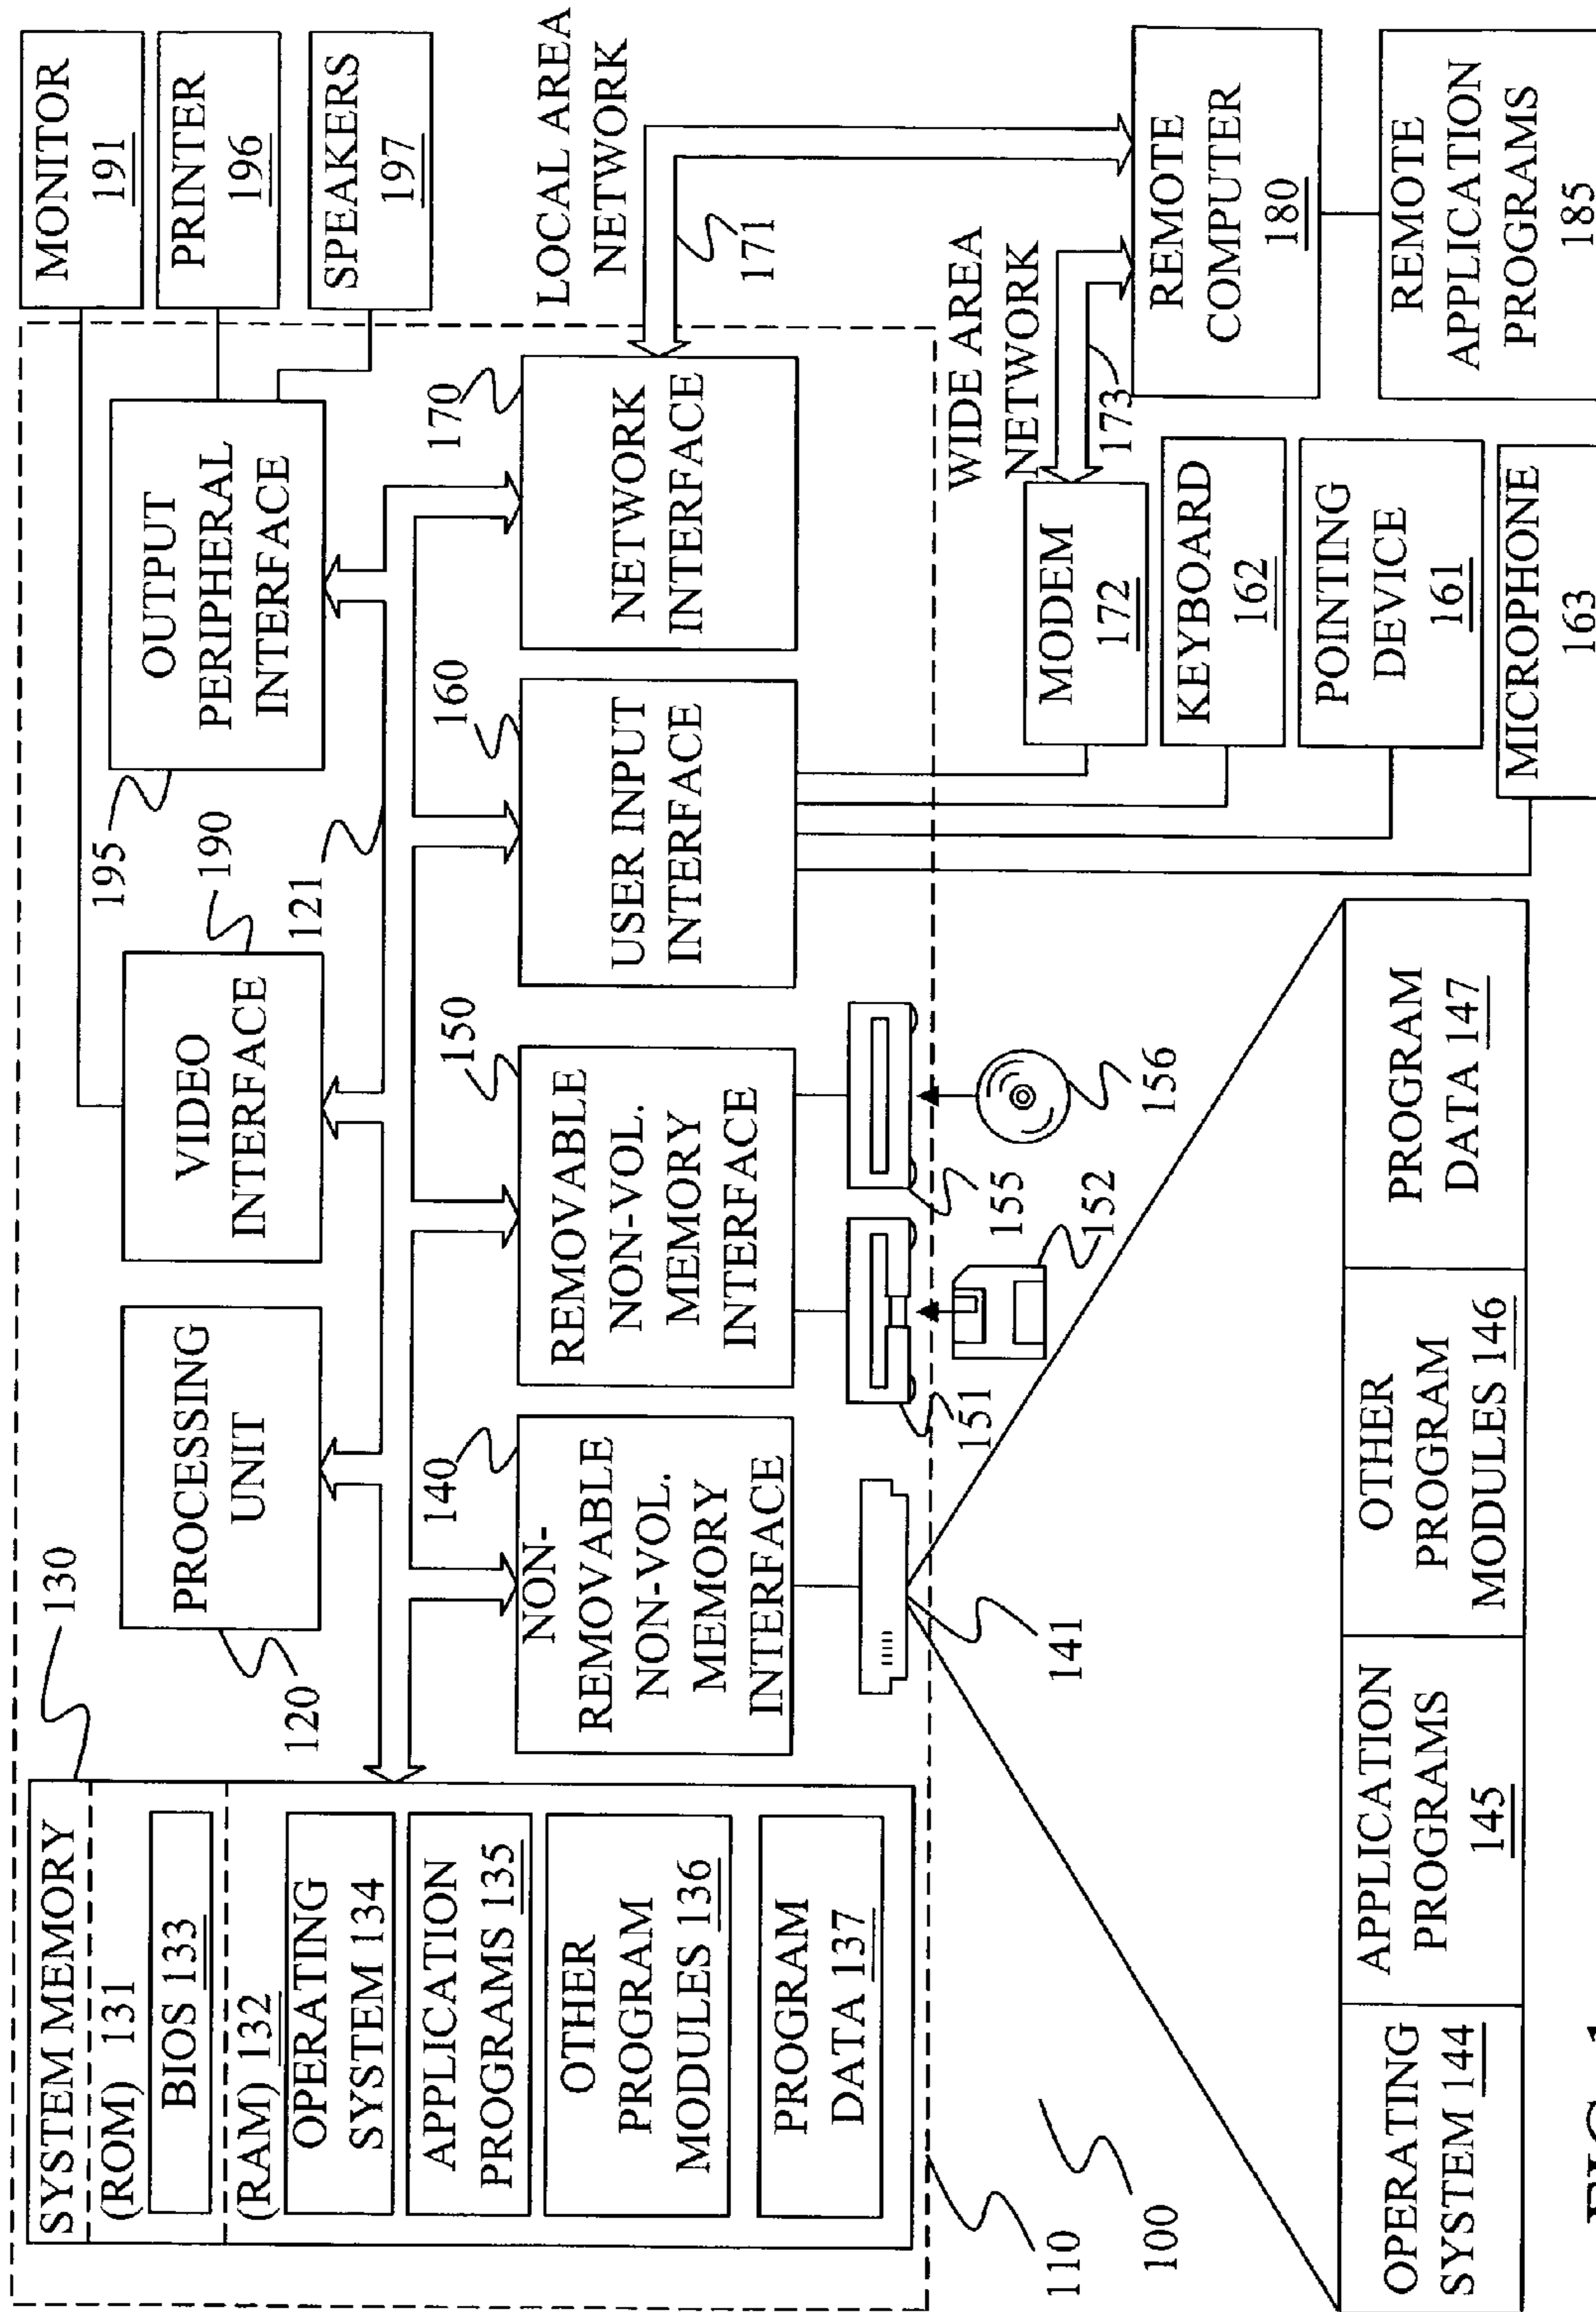 SYSTEM MEMORY
(ROM) 131
BIOS 133
(RAM) 132
OPERATING
SYSTEM 134
APPLICATION
PROGRAMS 135
OTHER
PROGRAM
MODULES 136
PROGRAM
DATA 137
130
PROCESSING
UNIT
120
VIDEO
INTERFACE
190
121
OUTPUT
PERIPHERAL
INTERFACE
195
MONITOR
191
PRINTER
196
SPEAKERS
197
NON-
REMOVABLE
NON-VOL.
MEMORY
INTERFACE
140
REMOVABLE
NON-VOL.
MEMORY
INTERFACE
150
USER INPUT
INTERFACE
160
NETWORK
INTERFACE
170
LOCAL AREA
NETWORK
171
141
151
152
155
156
WIDE AREA
NETWORK
173
MODEM
172
KEYBOARD
162
POINTING
DEVICE
161
MICROPHONE
163
REMOTE
COMPUTER
180
REMOTE
APPLICATION
PROGRAMS
185
110
100
OPERATING
SYSTEM 144
APPLICATION
PROGRAMS
145
OTHER
PROGRAM
MODULES 146
PROGRAM
DATA 147